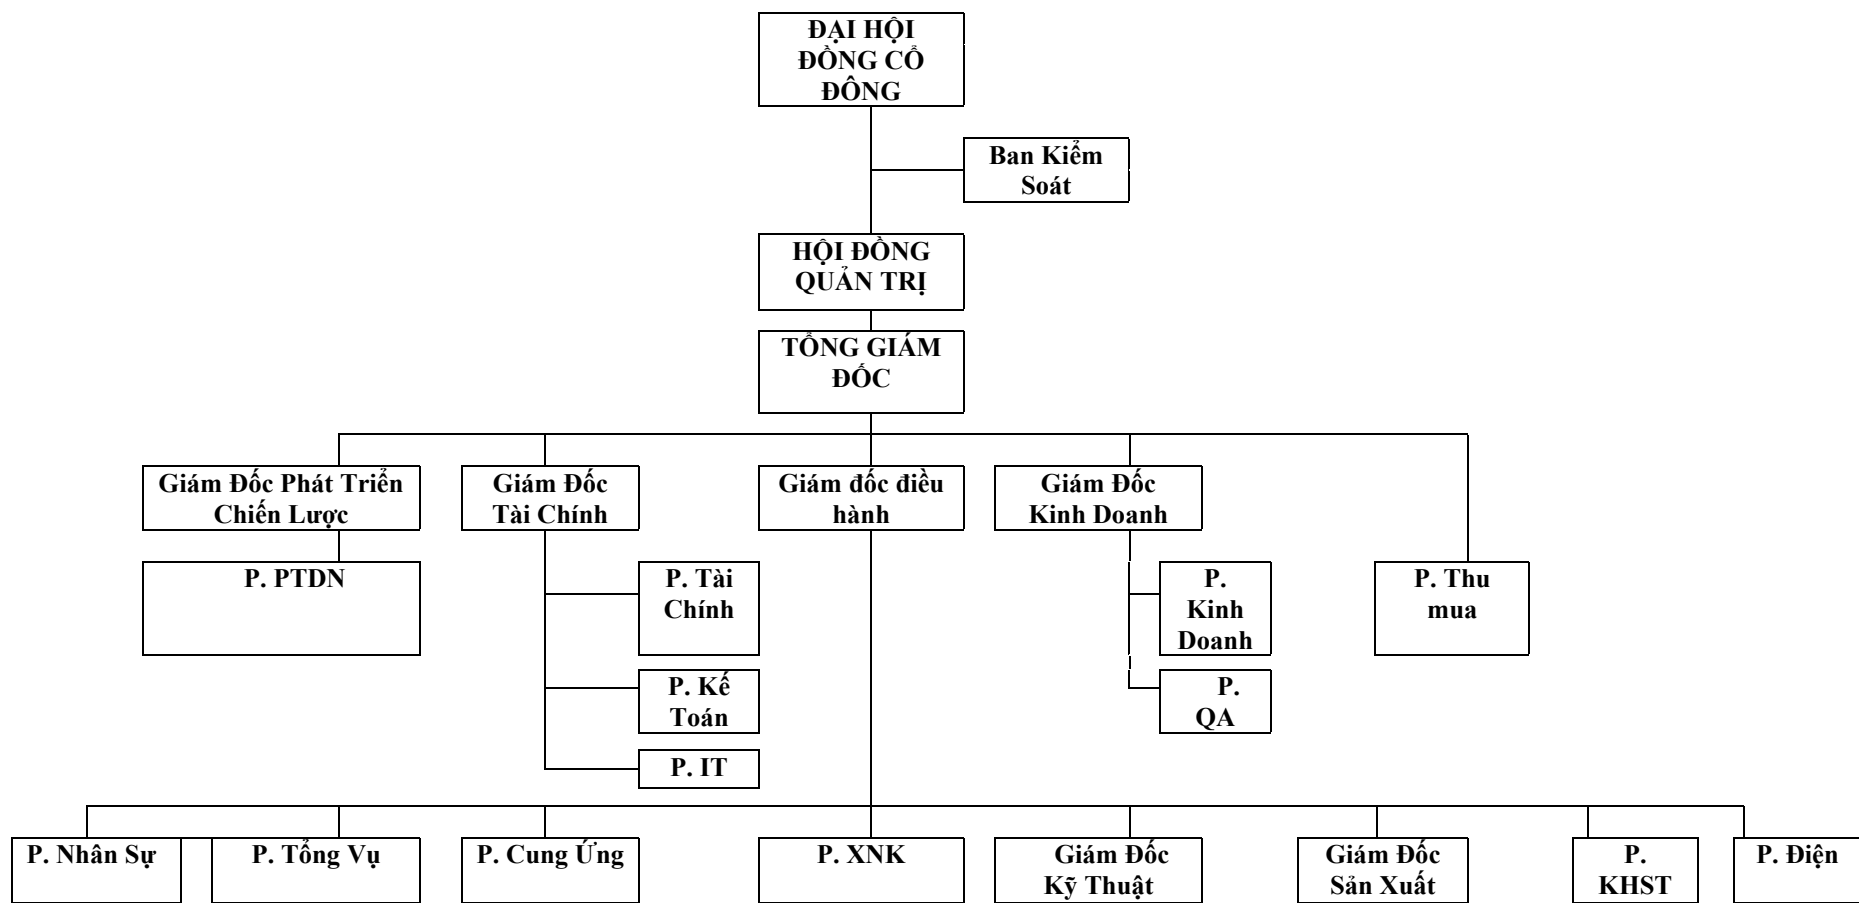 ĐẠI HỘI
ĐỒNG CỔ
ĐÔNG
Ban Kiểm
Soát
HỘI ĐỒNG
QUẢN TRỊ
TỔNG GIÁM
ĐỐC
Giám Đốc Phát Triển
Chiến Lược
Giám Đốc
Tài Chính
Giám đốc điều
hành
Giám Đốc
Kinh Doanh
P. PTDN
P. Tài
Chính
P.
Kinh
Doanh
P. Thu
mua
P. Kế
Toán
P.
QA
P. IT
P. Nhân Sự
P. Tổng Vụ
P. Cung Ứng
P. XNK
Giám Đốc
Kỹ Thuật
Giám Đốc
Sản Xuất
P.
KHST
P. Điện